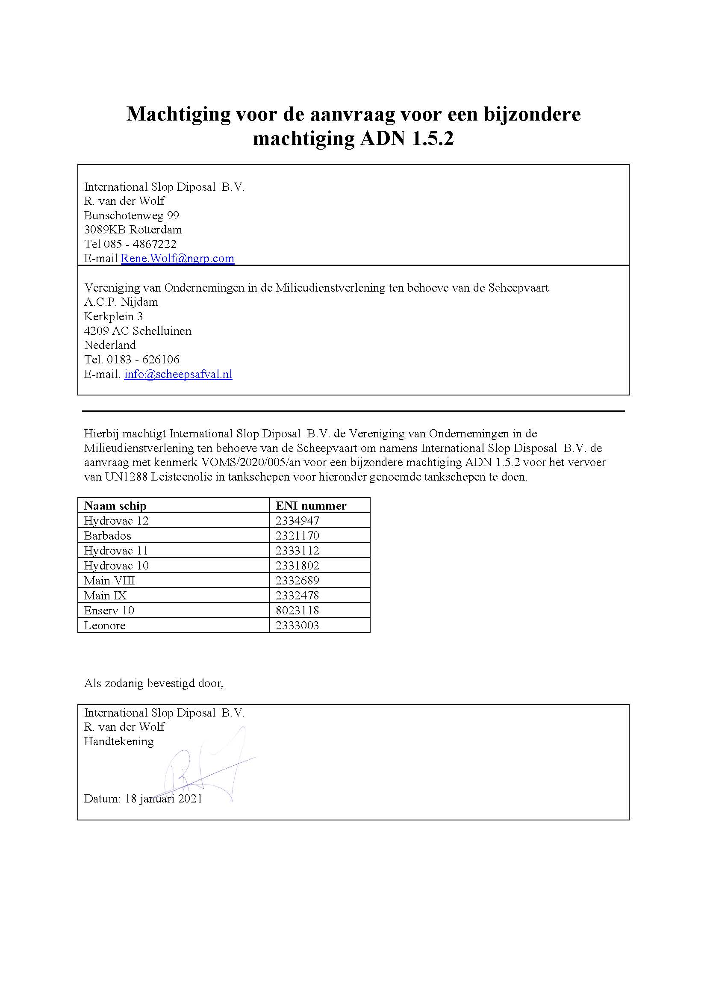 Machtiging voor de aanvraag voor een bijzondere
machtiging ADN 1.5.2
International Slop Diposal B.V.
R. van der Wolf
Bunschotenweg 99
3089KB Rotterdam
Tel 085 - 4867222
E-mail Rene.Wolf@ngrp.com
Vereniging van Ondernemingen in de Milieudienstverlening ten behoeve van de Scheepvaart
A.C.P. Nijdam
Kerkplein 3
4209 AC Schelluinen
Nederland
Tel. 0183 - 626106
E-mail. info@scheepsafval.nl
Hierbij machtigt International Slop Diposal B.V. de Vereniging van Ondernemingen in de
Milieudienstverlening ten behoeve van de Scheepvaart om namens International Slop Disposal B.V. de
aanvraag met kenmerk VOMS/2020/005/an voor een bijzondere machtiging ADN 1.5.2 voor het vervoer
van UN1288 Leisteenolie in tankschepen voor hieronder genoemde tankschepen te doen.
Naam schip ENI nummer
Hydrovac 12 2334947
Barbados 2321170
Hydrovac 11 2333112
Hydrovac 10 2331802
Main VIII 2332689
Main IX 2332478
Enserv 10 8023118
Leonore 2333003
Als zodanig bevestigd door,
International Slop Diposal B.V.
R. van der Wolf
Handtekening
Datum: 18 januari 2021